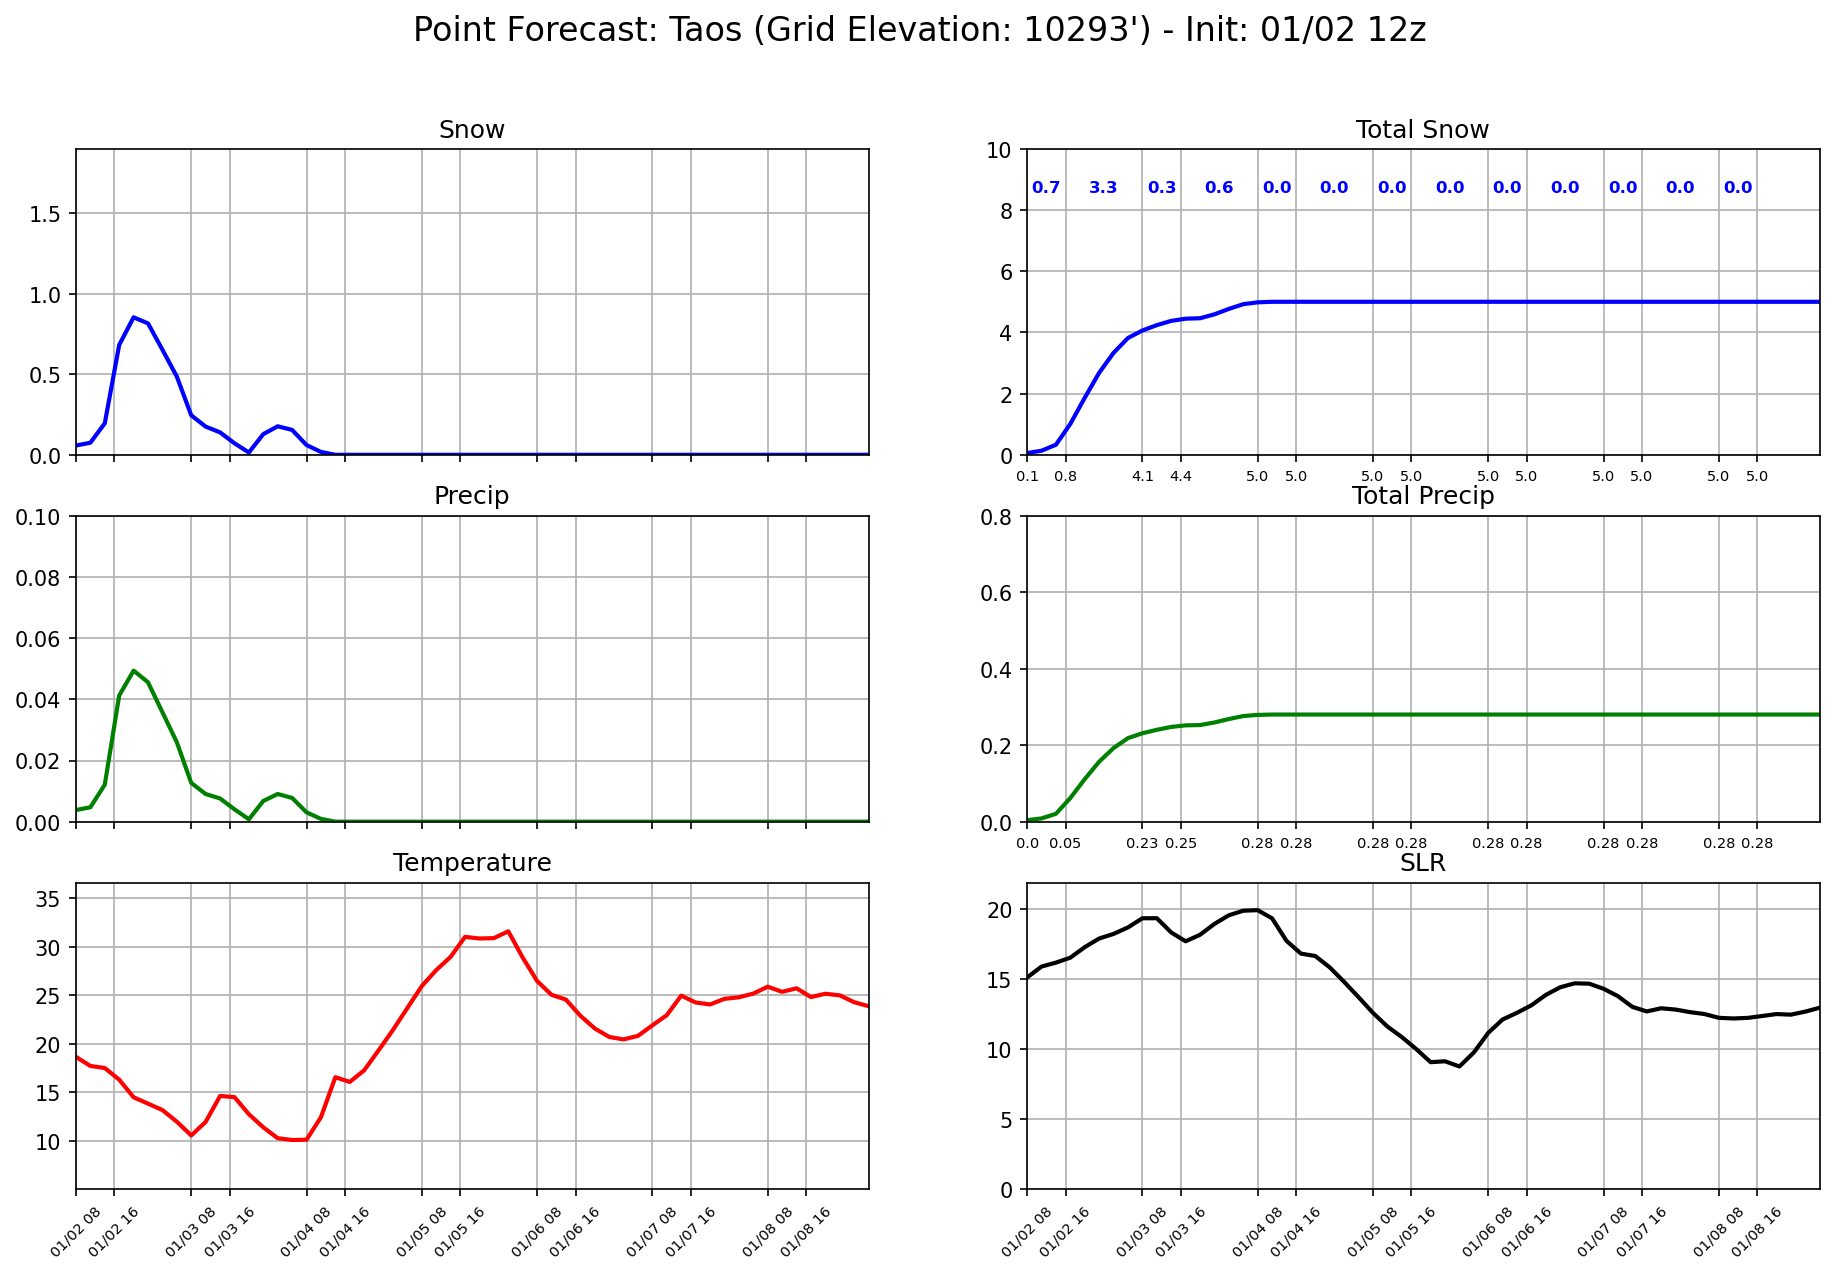 Point Forecast: Taos (Grid Elevation: 10293') - Init: 01/02 12z
Snow
1.5
1.0
0.5
0.0
Total Snow
10
8
6
4
2
0
0.7 3.3 0.3 0.6 0.0 0.0 0.0 0.0 0.0 0.0 0.0 0.0 0.0
0.1 0.8 4.1 4.4 5.0 5.0 5.0 5.0 5.0 5.0 5.0 5.0 5.0 5.0
Precip
0.10
0.08
0.06
0.04
0.02
0.00
Total Precip
0.8
0.6
0.4
0.2
0.0
0.0 0.05 0.23 0.25 0.28 0.28 0.28 0.28 0.28 0.28 0.28 0.28 0.28 0.28
Temperature
35
30
25
20
15
10
01/02 08 01/02 16 01/03 08 01/03 16 01/04 08 01/04 16 01/05 08 01/05 16 01/06 08 01/06 16 01/07 08 01/07 16 01/08 08 01/08 16
SLR
20
15
10
5
0
01/02 08 01/02 16 01/03 08 01/03 16 01/04 08 01/04 16 01/05 08 01/05 16 01/06 08 01/06 16 01/07 08 01/07 16 01/08 08 01/08 16